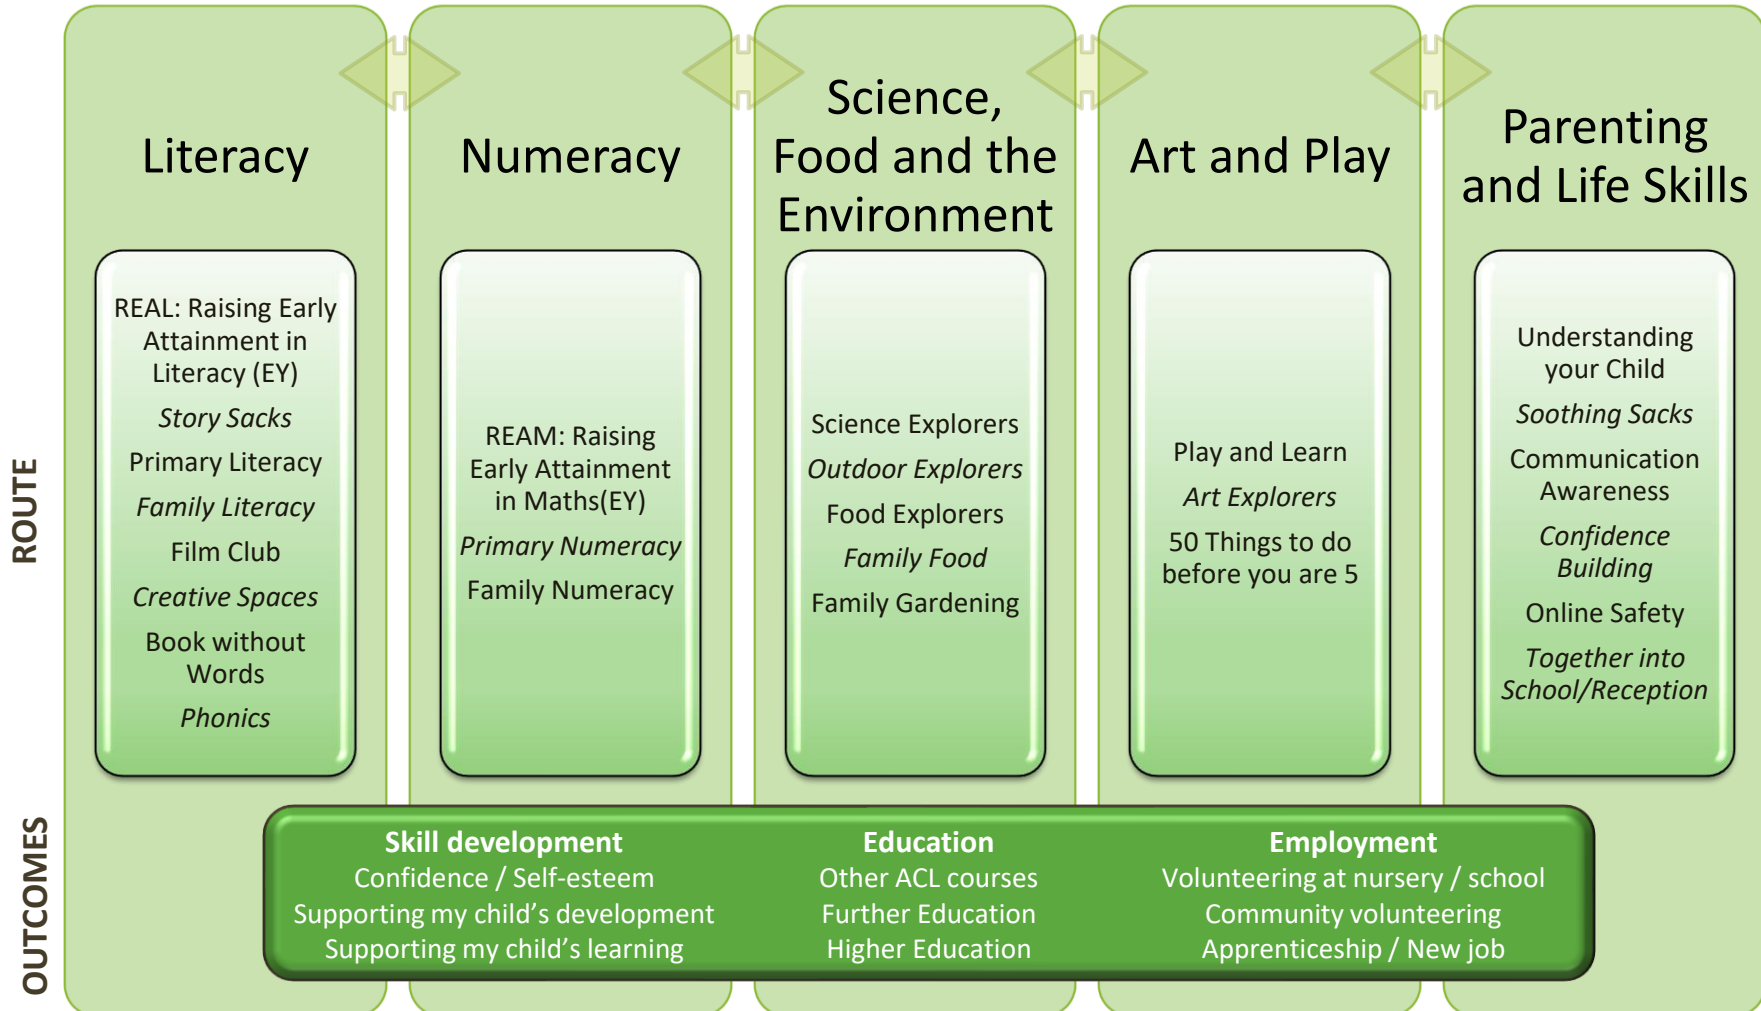 ROUTE
OUTCOMES
Literacy
REAL: Raising Early
Attainment in
Literacy (EY)
Story Sacks
Primary Literacy
Family Literacy
Film Club
Creative Spaces
Book without
Words
Phonics
Numeracy
REAM: Raising
Early Attainment
in Maths(EY)
Primary Numeracy
Family Numeracy
Science,
Food and the
Environment
Science Explorers
Outdoor Explorers
Food Explorers
Family Food
Family Gardening
Art and Play
Play and Learn
Art Explorers
50 Things to do
before you are 5
Parenting
and Life Skills
Understanding
your Child
Soothing Sacks
Communication
Awareness
Confidence
Building
Online Safety
Together into
School/Reception
Skill development
Confidence / Self-esteem
Supporting my child’s development
Supporting my child’s learning
Education
Other ACL courses
Further Education
Higher Education
Employment
Volunteering at nursery / school
Community volunteering
Apprenticeship / New job